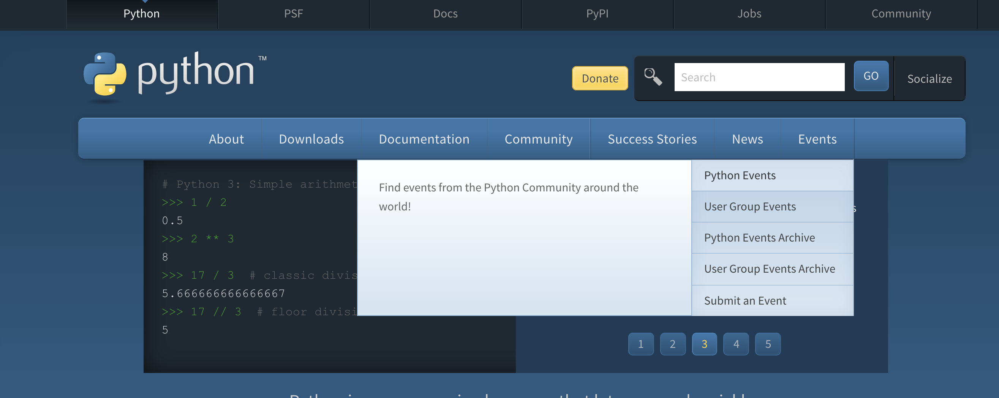 Python
PSF
Docs
PyPI
Jobs
Community
python™
Donate
Search
GO
Socialize
About
Downloads
Documentation
Community
Success Stories
News
Events
# Python 3: Simple arithmet
>>> 1 / 2
0.5
>>> 2 ** 3
8
>>> 17 / 3  # classic divis
5.666666666666667
>>> 17 // 3  # floor divisi
5
Find events from the Python Community around the
world!
Python Events
User Group Events
Python Events Archive
User Group Events Archive
Submit an Event
s
1 2 3 4 5